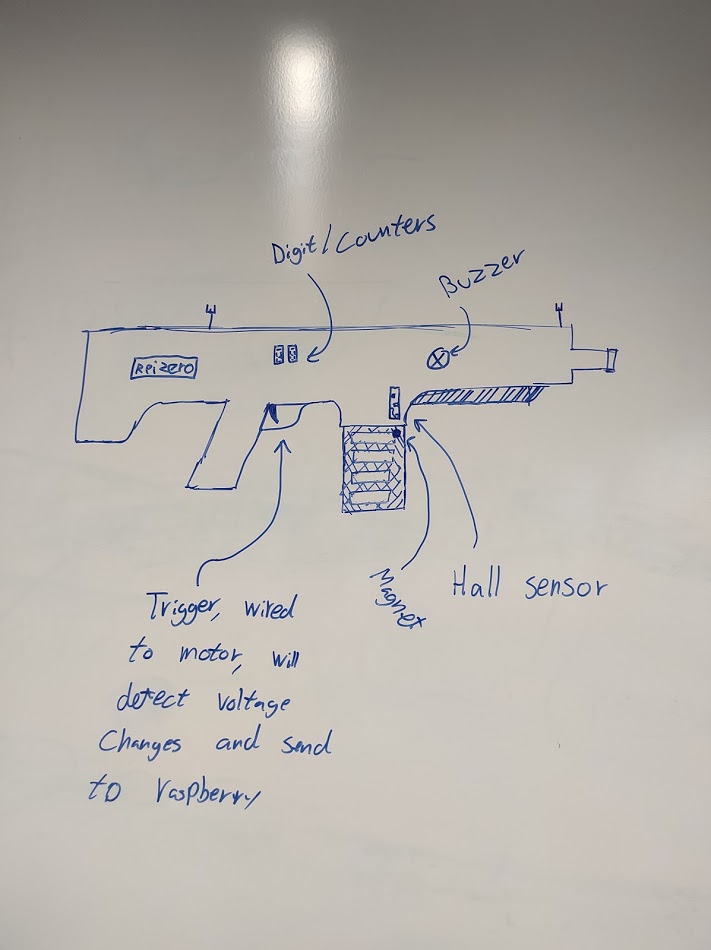 Digit/Counters
Buzzer
RPi zero
Magnet
Hall sensor
Trigger, wired
to motor, will
detect voltage
Changes and send
to raspberry